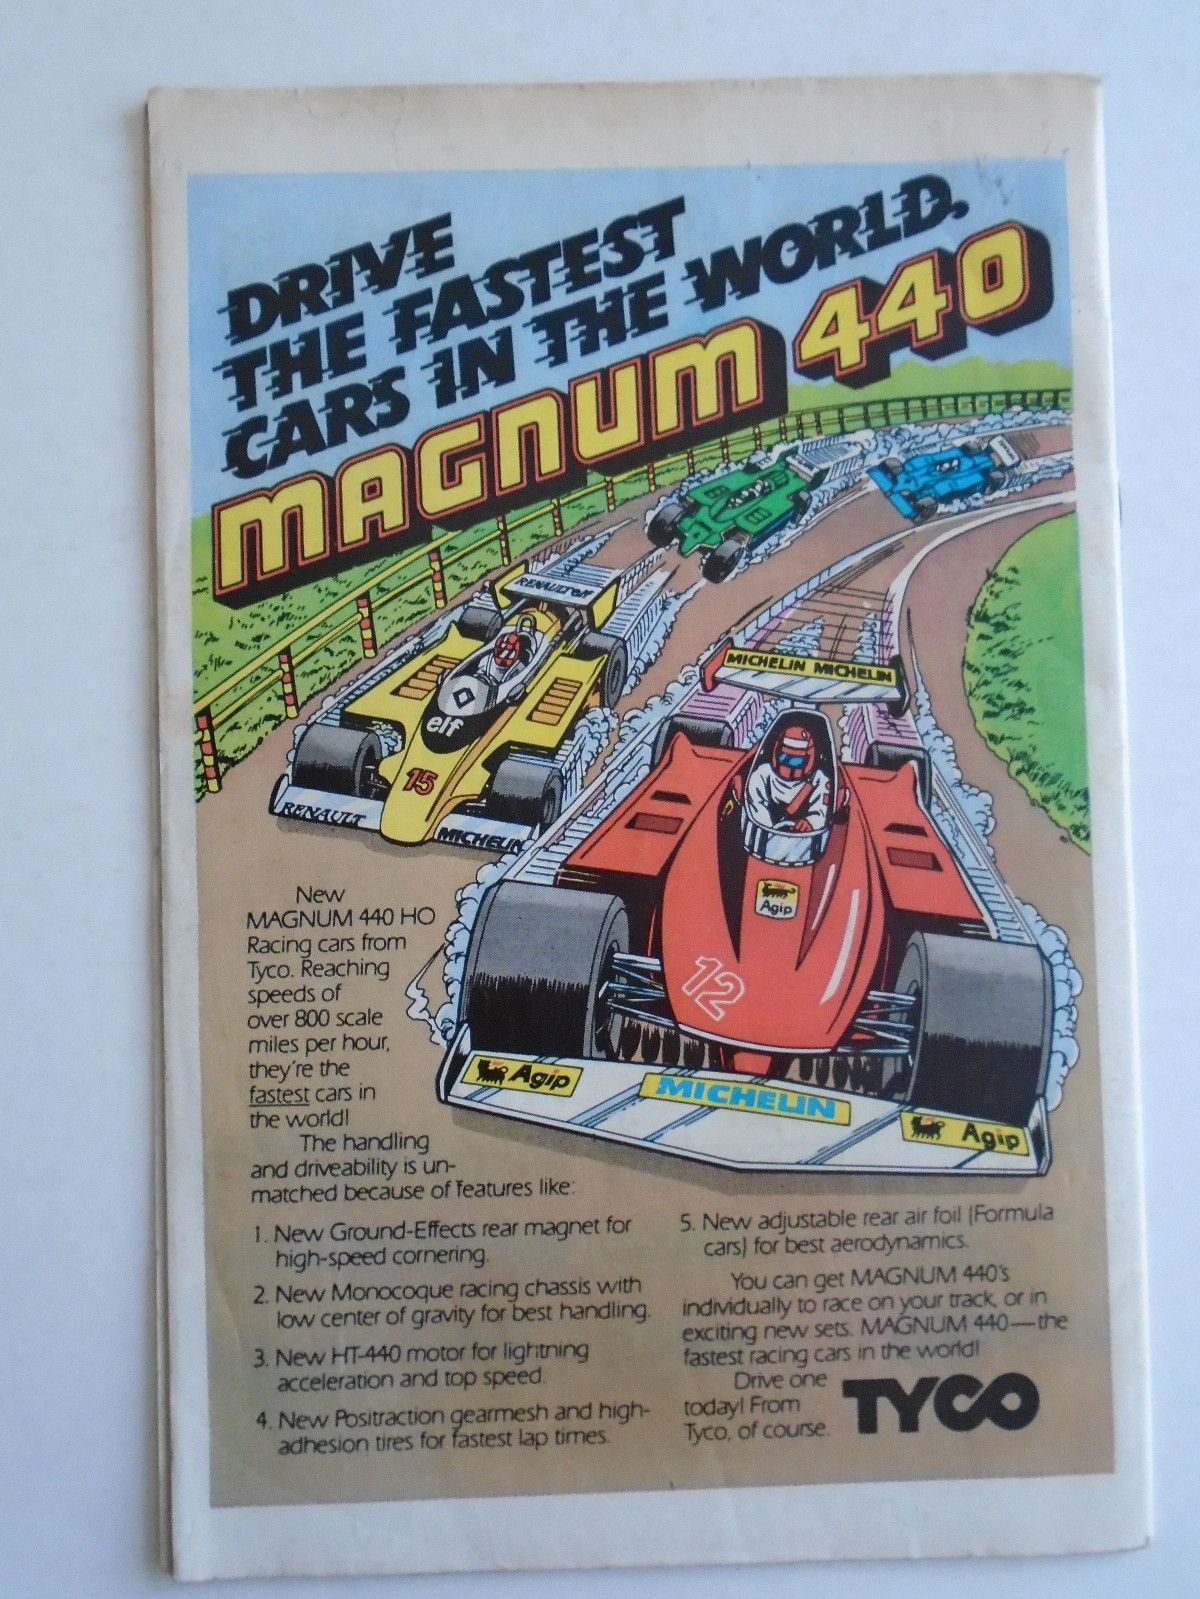 DRIVE
THE FASTEST
CARS IN THE WORLD.
MAGNUM 440
RENAULT elf
MICHELIN MICHELIN
elf
15
RENAULT
MICHELIN
Agip
12
Agip
MICHELIN
Agip
New
MAGNUM 440 HO
Racing cars from
Tyco. Reaching
speeds of
over 800 scale
miles per hour,
they're the
fastest cars in
the world!
The handling
and driveability is un-
matched because of features like:
1. New Ground-Effects rear magnet for
high-speed cornering.
2. New Monocoque racing chassis with
low center of gravity for best handling.
3. New HT-440 motor for lightning
acceleration and top speed.
4. New Positraction gearmesh and high-
adhesion tires for fastest lap times.
5. New adjustable rear air foil (Formula
cars) for best aerodynamics.
You can get MAGNUM 440's
individually to race on your track, or in
exciting new sets. MAGNUM 440—the
fastest racing cars in the world!
Drive one
today! From
Tyco, of course.
TYCO